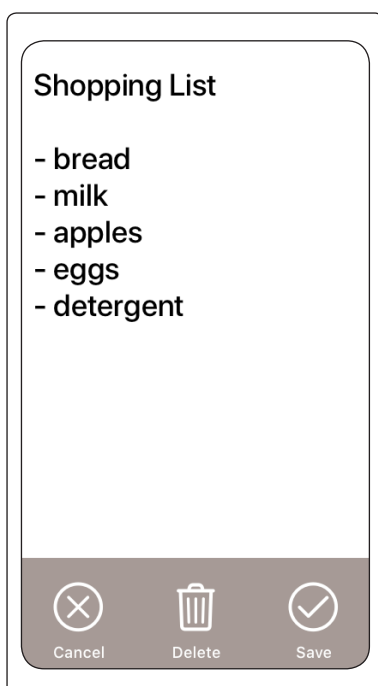 Shopping List
- bread
- milk
- apples
- eggs
- detergent
Cancel Delete Save